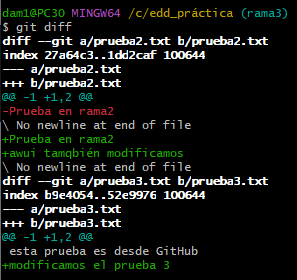 dam1@PC30 MINGW64 /c/edd_práctica (rama3)
$ git diff
diff --git a/prueba2.txt b/prueba2.txt
index 27a64c3..1dd2caf 100644
--- a/prueba2.txt
+++ b/prueba2.txt
@@ -1 +1,2 @@
-Prueba en rama2
\ No newline at end of file
+Prueba en rama2
+awui tamqbién modificamos
\ No newline at end of file
diff --git a/prueba3.txt b/prueba3.txt
index b9e4054..52e9976 100644
--- a/prueba3.txt
+++ b/prueba3.txt
@@ -1 +1,2 @@
 esta prueba es desde GitHub
+modificamos el prueba 3